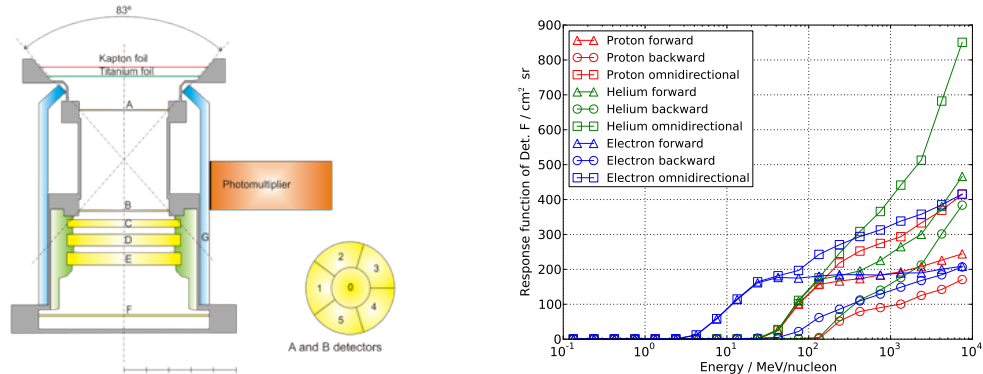 83°
Kapton foil
Titanium foil
A
Photomultiplier
B
C
D
G
E
F
2
3
1
0
4
5
A and B detectors
Response function of Det. F / cm² sr
900
800
700
600
500
400
300
200
100
0
Proton forward
Proton backward
Proton omnidirectional
Helium forward
Helium backward
Helium omnidirectional
Electron forward
Electron backward
Electron omnidirectional
10⁻¹ 10⁰ 10¹ 10² 10³ 10⁴
Energy / MeV/nucleon